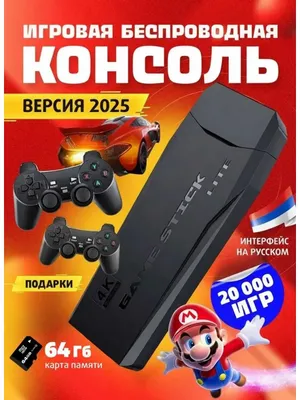 ИГРОВАЯ БЕСПРОВОДНАЯ
КОНСОЛЬ
ВЕРСИЯ 2025
GAME STICK
LITE
4K
ИНТЕРФЕЙС
НА РУССКОМ
ПОДАРКИ
20 000
ИГР
64 Гб
карта памяти